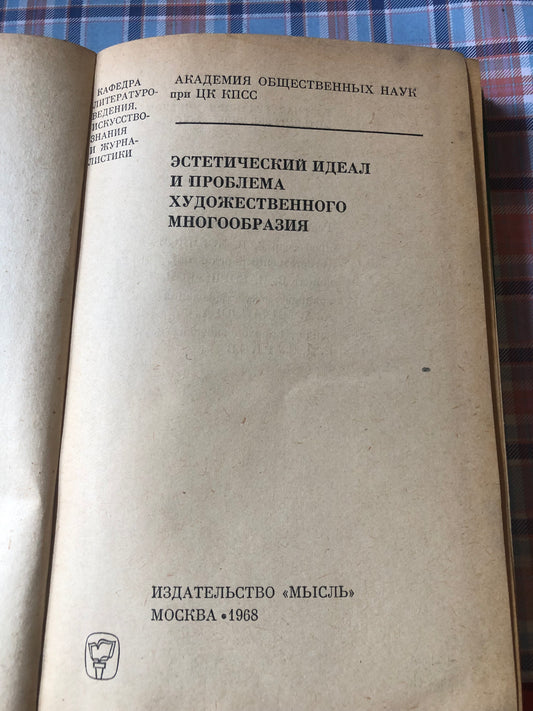 КАФЕДРА
ЛИТЕРАТУРО-
ВЕДЕНИЯ,
ИСКУССТВО-
ЗНАНИЯ
И ЖУРНА-
ЛИСТИКИ
АКАДЕМИЯ ОБЩЕСТВЕННЫХ НАУК
при ЦК КПСС
ЭСТЕТИЧЕСКИЙ ИДЕАЛ
И ПРОБЛЕМА
ХУДОЖЕСТВЕННОГО
МНОГООБРАЗИЯ
ИЗДАТЕЛЬСТВО «МЫСЛЬ»
МОСКВА • 1968